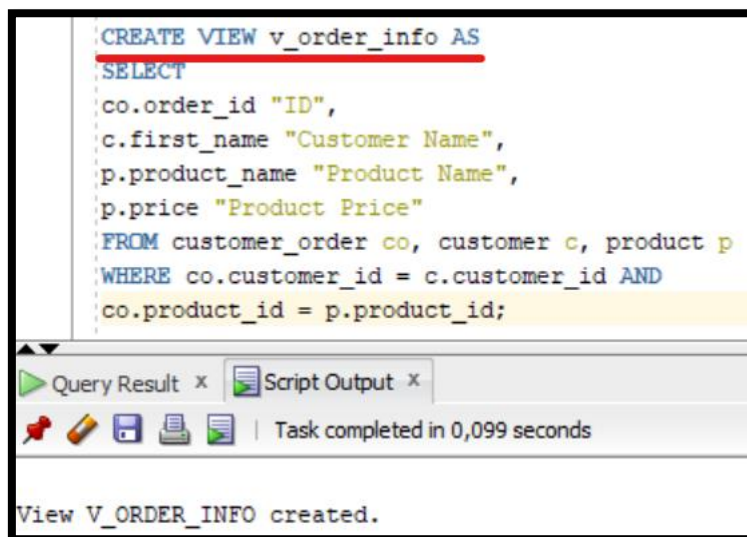 CREATE VIEW v_order_info AS
SELECT
co.order_id "ID",
c.first_name "Customer Name",
p.product_name "Product Name",
p.price "Product Price"
FROM customer_order co, customer c, product p
WHERE co.customer_id = c.customer_id AND
co.product_id = p.product_id;
Query Result x Script Output x
Task completed in 0,099 seconds
View V_ORDER_INFO created.